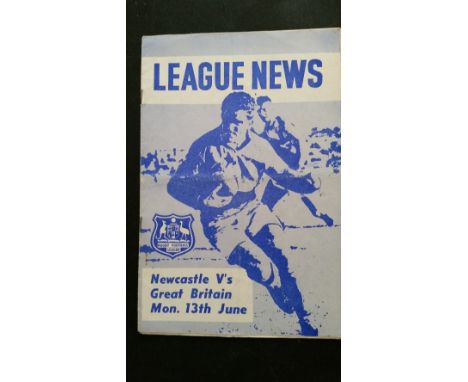 LEAGUE NEWS
Newcastle V's
Great Britain
Mon. 13th June